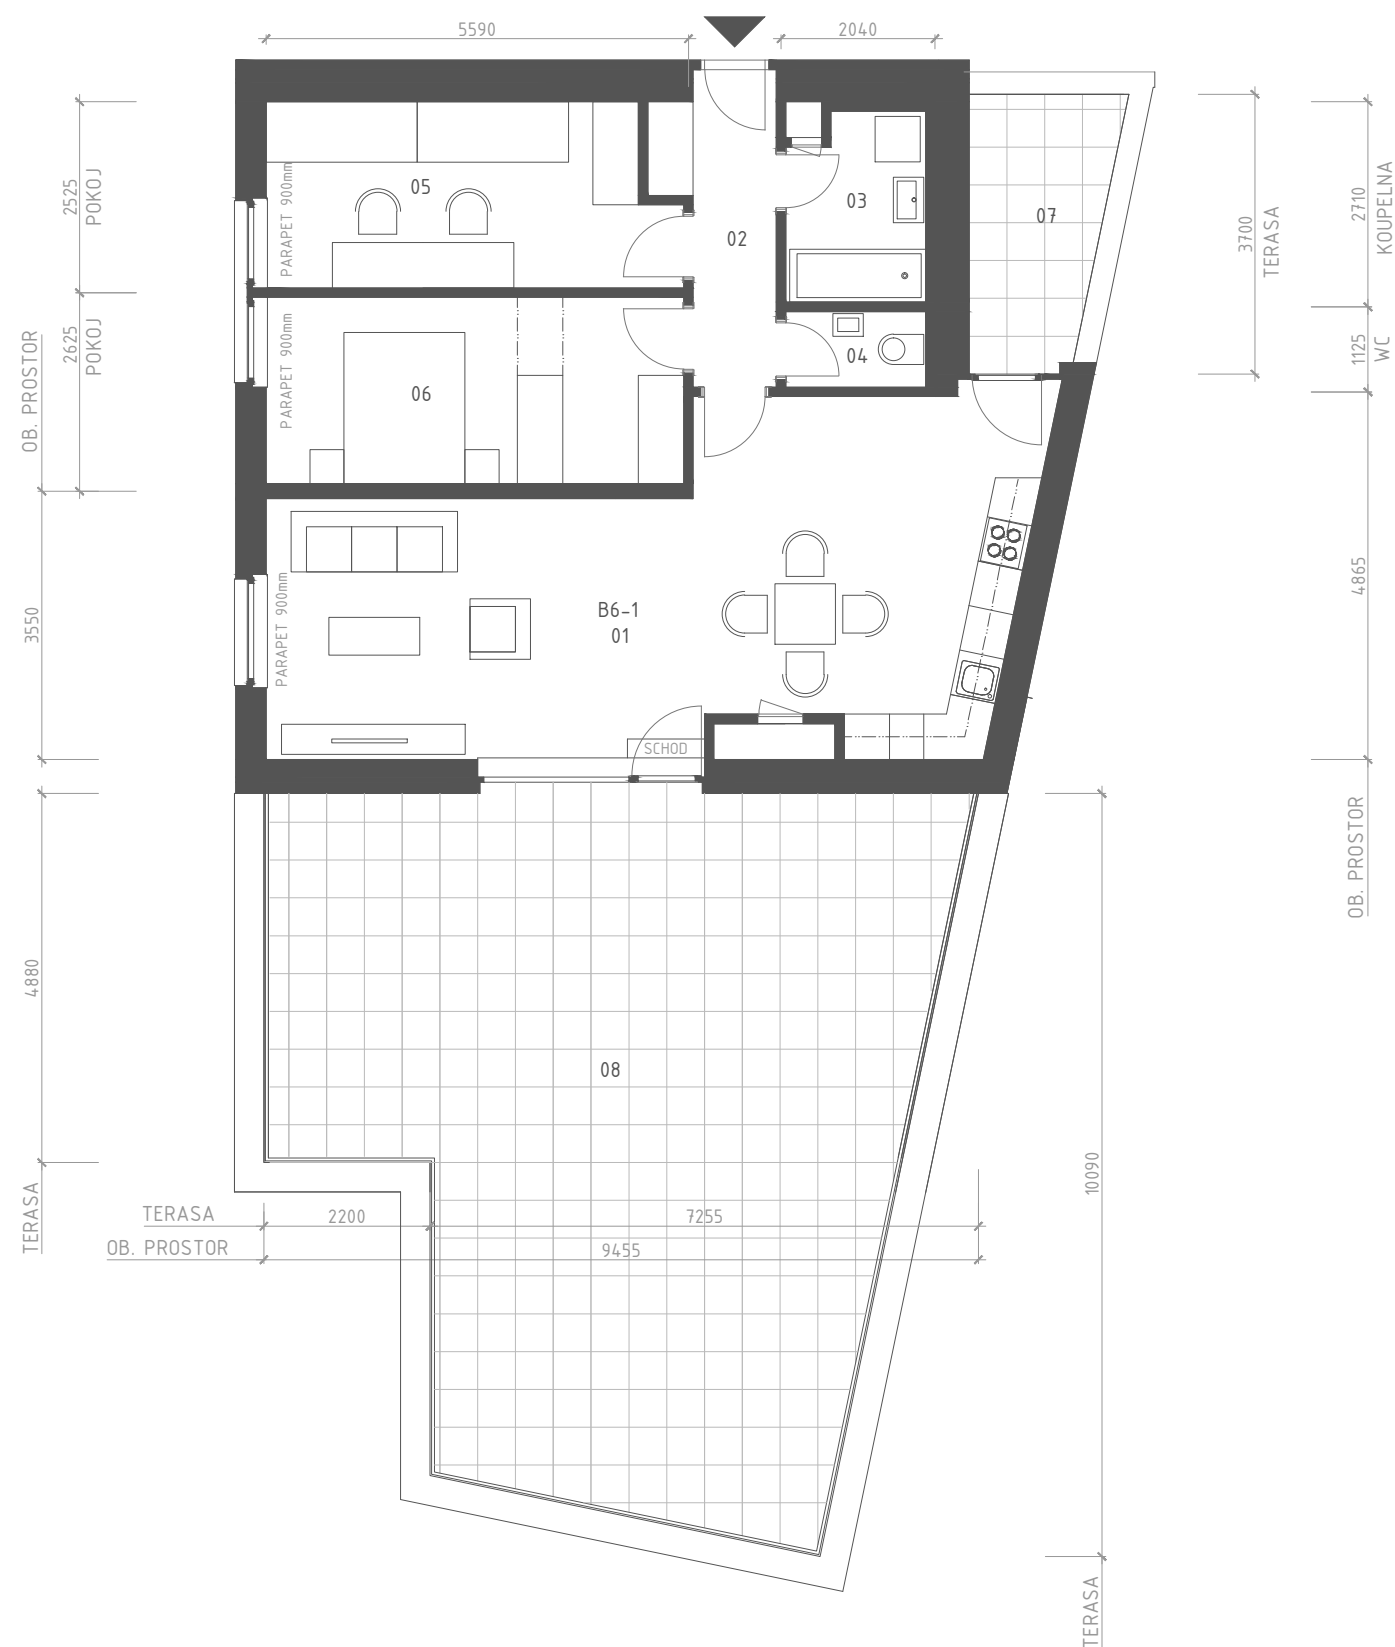 5590
2040
2525
POKOJ
PARAPET 900mm
05
02
03
07
3700
TERASA
2710
KOUPELNA
OB. PROSTOR
2625
POKOJ
PARAPET 900mm
06
04
1125
WC
3550
PARAPET 900mm
B6-1
01
4865
SCHOD
OB. PROSTOR
4880
08
TERASA
TERASA
2200
7255
OB. PROSTOR
9455
10090
TERASA